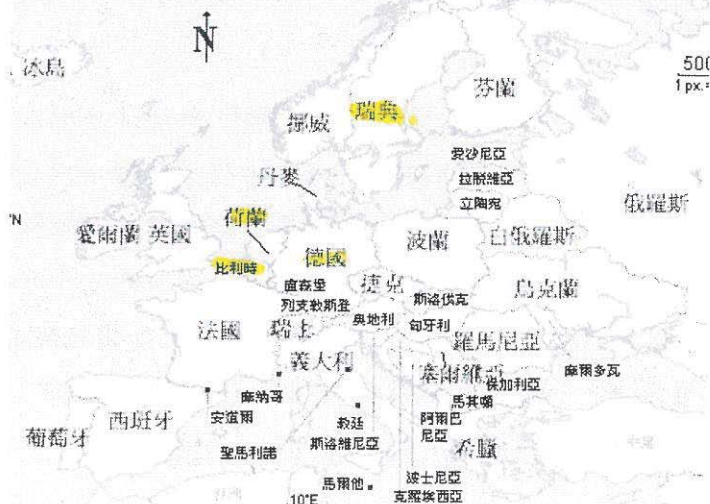 N
冰島
500
1 px.=
芬蘭
瑞典
挪威
愛沙尼亞
丹麥
拉脫維亞
立陶宛
俄羅斯
荷蘭
°N
愛爾蘭 英國
波蘭
白俄羅斯
德國
比利時
捷克
烏克蘭
盧森堡
列支敦斯登
斯洛伐克
奧地利
匈牙利
法國
瑞士
羅馬尼亞
義大利
塞爾維亞
摩爾多瓦
保加利亞
摩納哥
馬其頓
安道爾
西班牙
葡萄牙
教廷
阿爾巴
尼亞
斯洛維尼亞
希臘
聖馬利諾
馬爾他
波士尼亞
克羅埃西亞
10°E